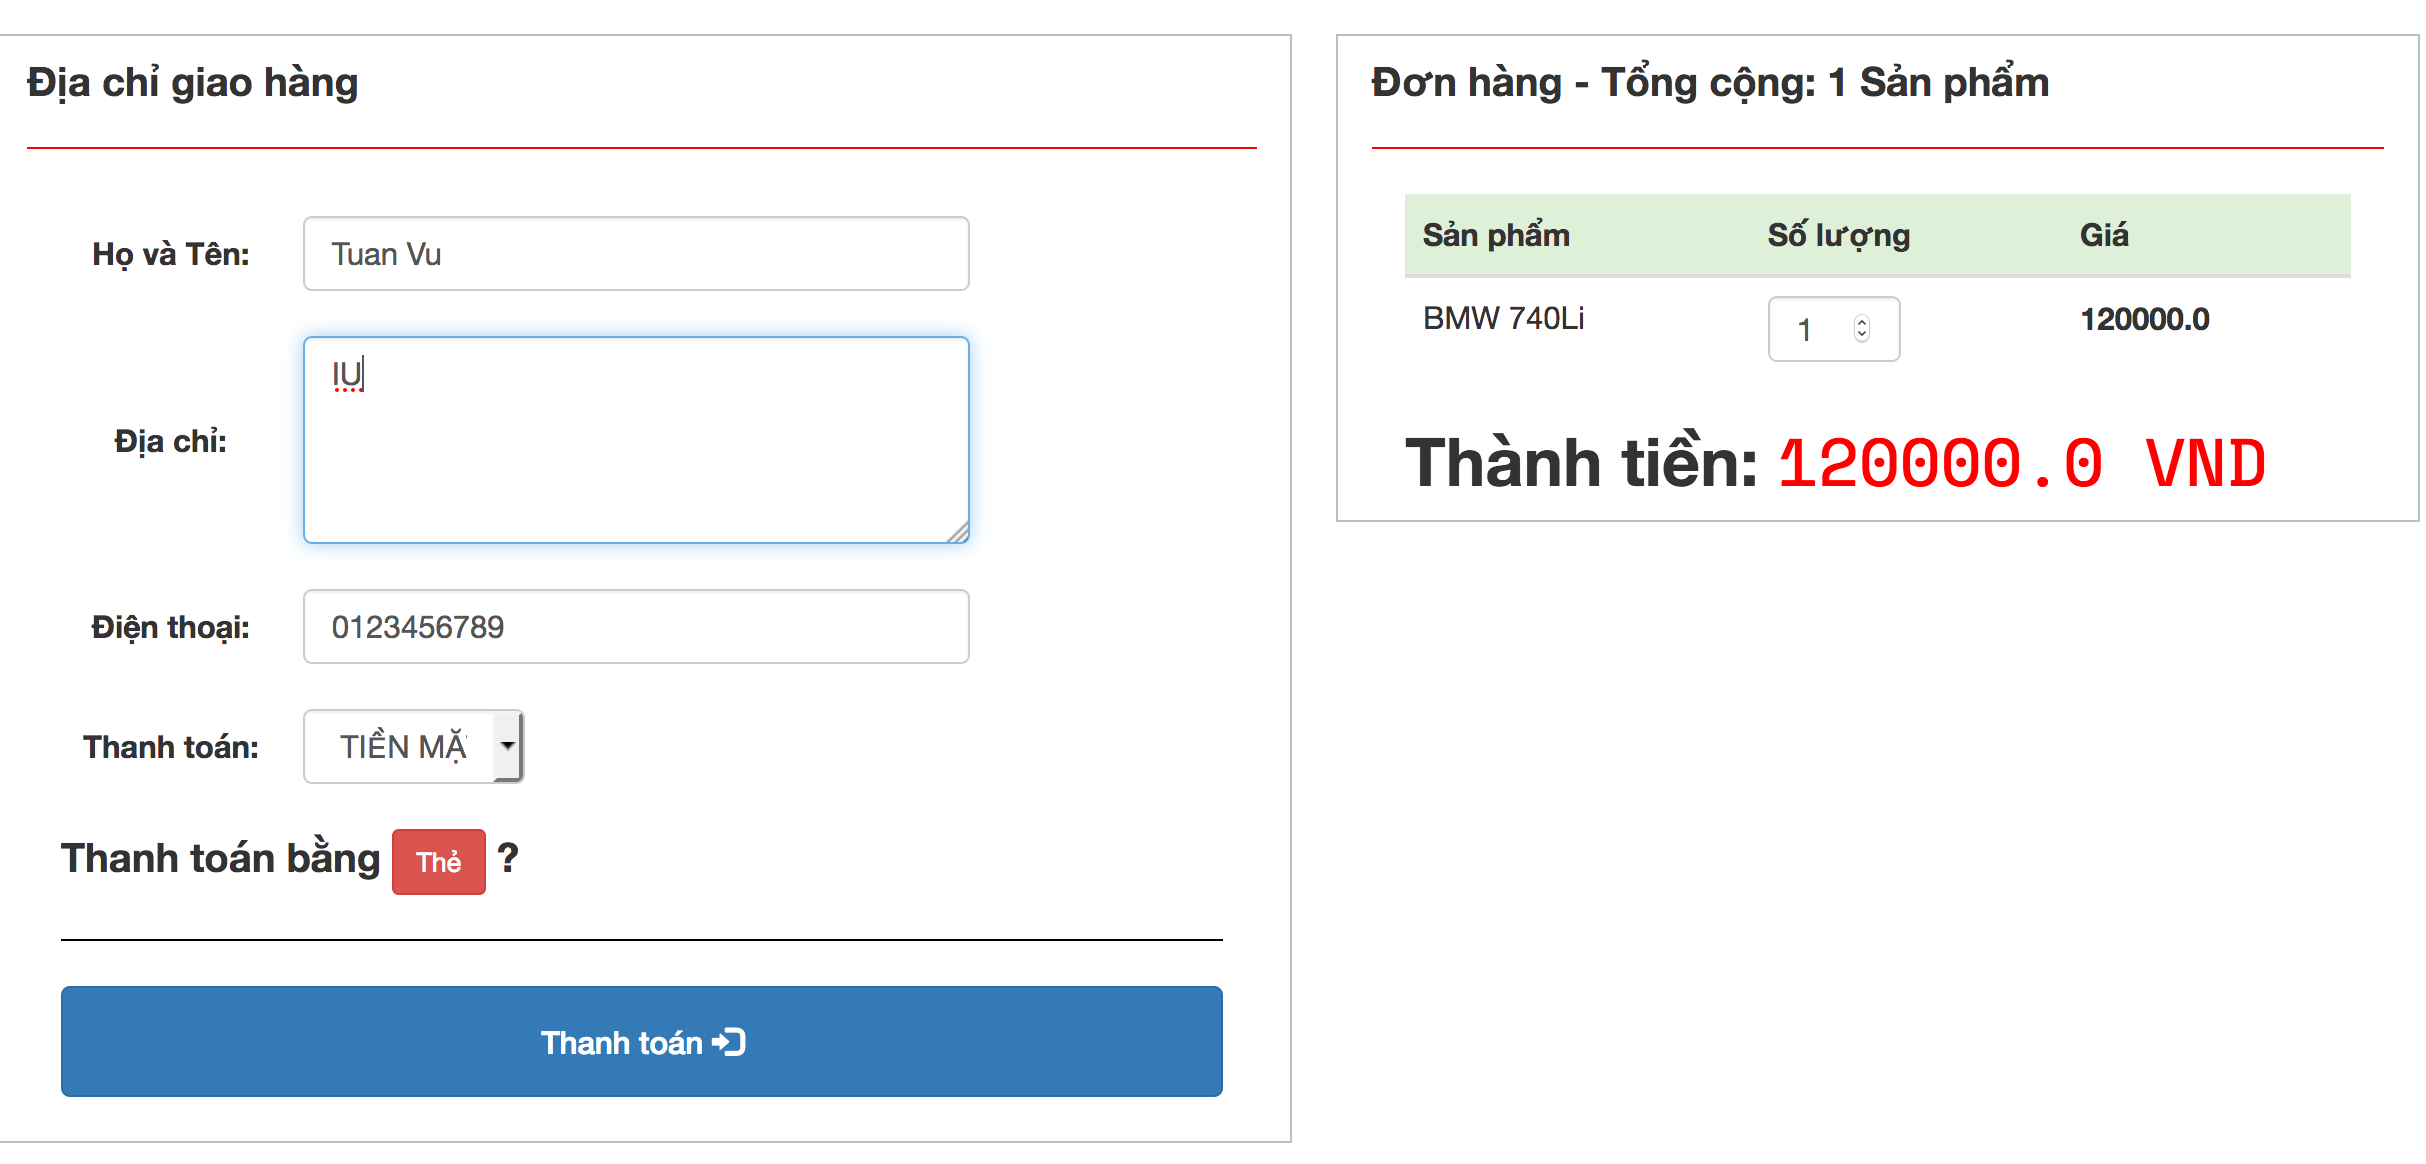 Địa chỉ giao hàng
Họ và Tên: Tuan Vu
Địa chỉ: IU
Điện thoại: 0123456789
Thanh toán: TIỀN MẶ
Thanh toán bằng Thẻ ?
Thanh toán
Đơn hàng - Tổng cộng: 1 Sản phẩm
Sản phẩm Số lượng Giá
BMW 740Li 1 120000.0
Thành tiền: 120000.0 VND